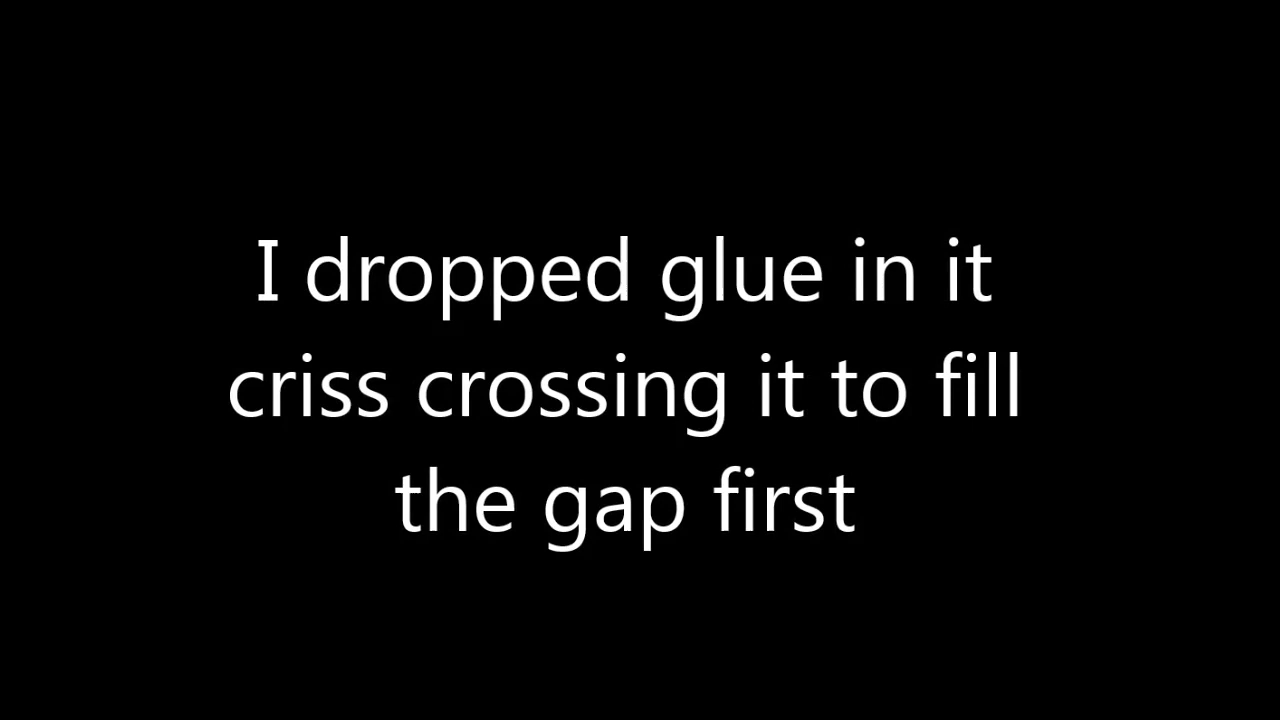 I dropped glue in it
criss crossing it to fill
the gap first